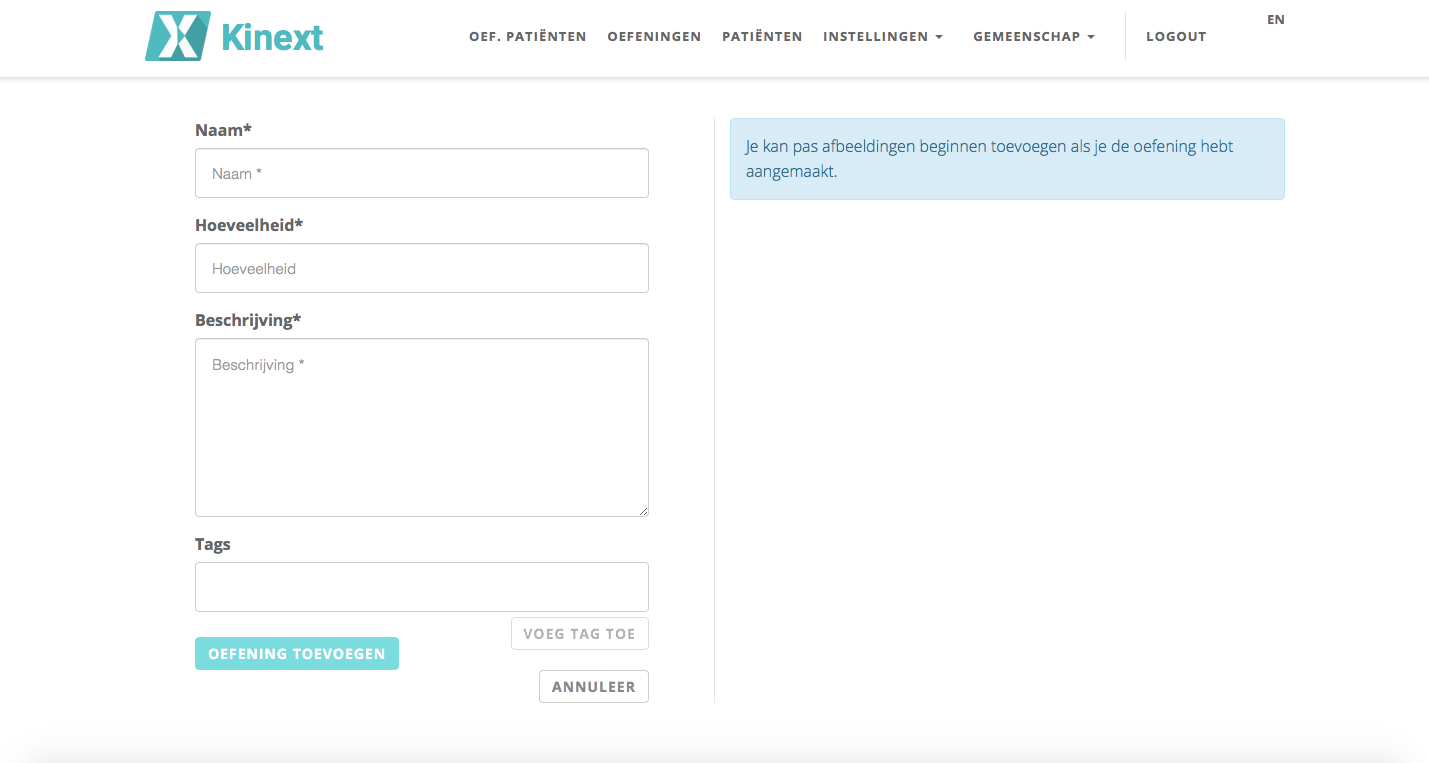 Kinext
OEF. PATIËNTEN OEFENINGEN PATIËNTEN INSTELLINGEN GEMEENSCHAP LOGOUT EN
Naam*
Naam *
Hoeveelheid*
Hoeveelheid
Beschrijving*
Beschrijving *
Tags
VOEG TAG TOE
OEFENING TOEVOEGEN
ANNULEER
Je kan pas afbeeldingen beginnen toevoegen als je de oefening hebt
aangemaakt.